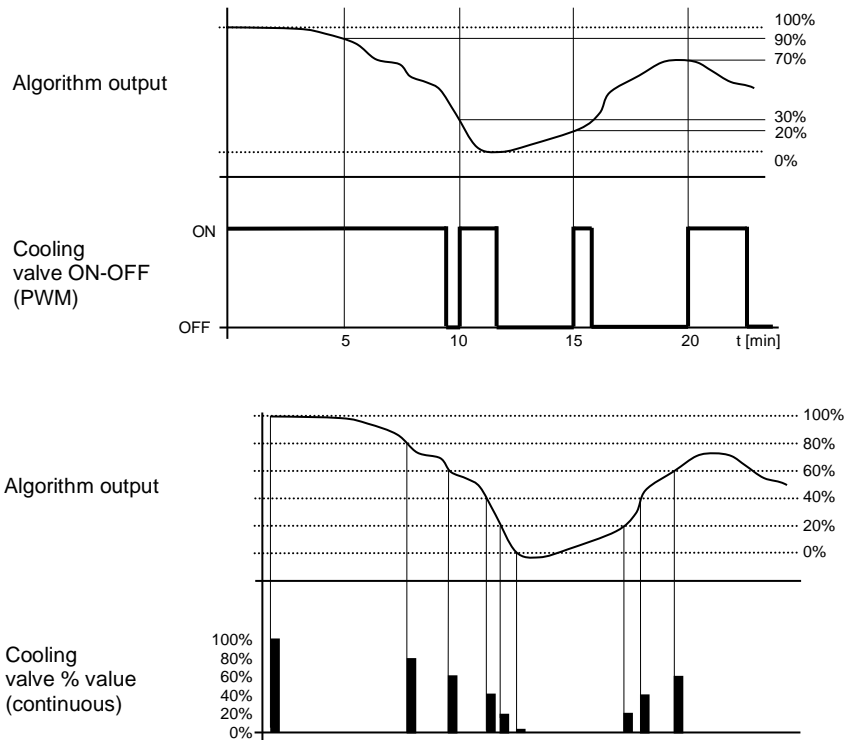 100%
90%
70%
Algorithm output
30%
20%
0%
ON
Cooling
valve ON-OFF
(PWM)
OFF
5 10 15 20 t [min]
100%
80%
60%
Algorithm output
40%
20%
0%
100%
80%
60%
40%
20%
0%
Cooling
valve % value
(continuous)